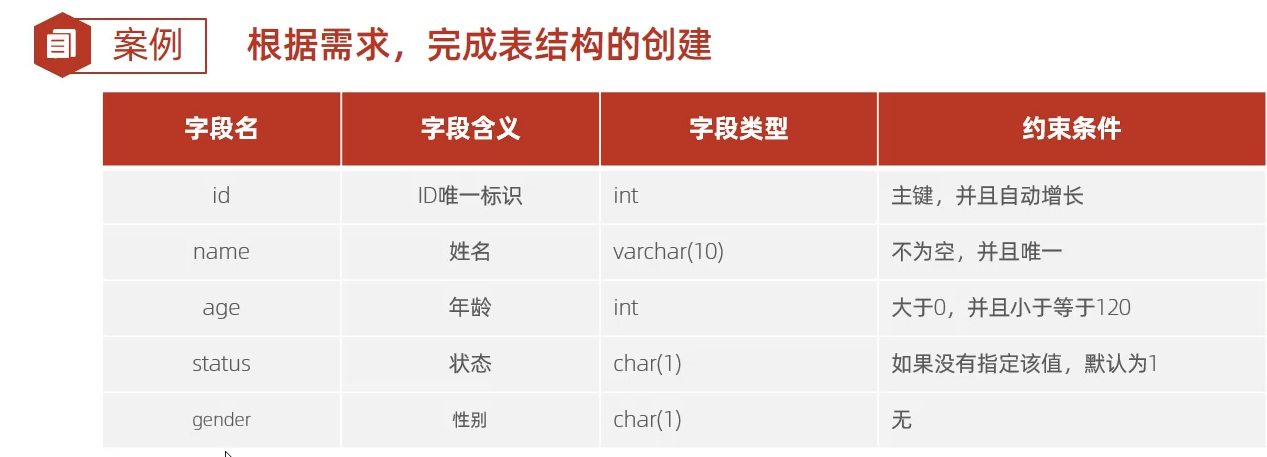 案例 根据需求，完成表结构的创建
字段名 字段含义 字段类型 约束条件
id ID唯一标识 int 主键，并且自动增长
name 姓名 varchar(10) 不为空，并且唯一
age 年龄 int 大于0，并且小于等于120
status 状态 char(1) 如果没有指定该值，默认为1
gender 性别 char(1) 无